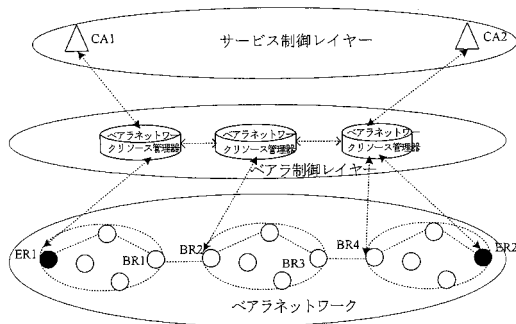 CA1
サービス制御レイヤー
CA2
ベアラネットワー
クリソース管理器
ベアラネットワー
クリソース管理器
ベアラネットワー
クリソース管理器
ベアラ制御レイヤー
ER1
BR1
BR2
BR3
BR4
ER2
ベアラネットワーク